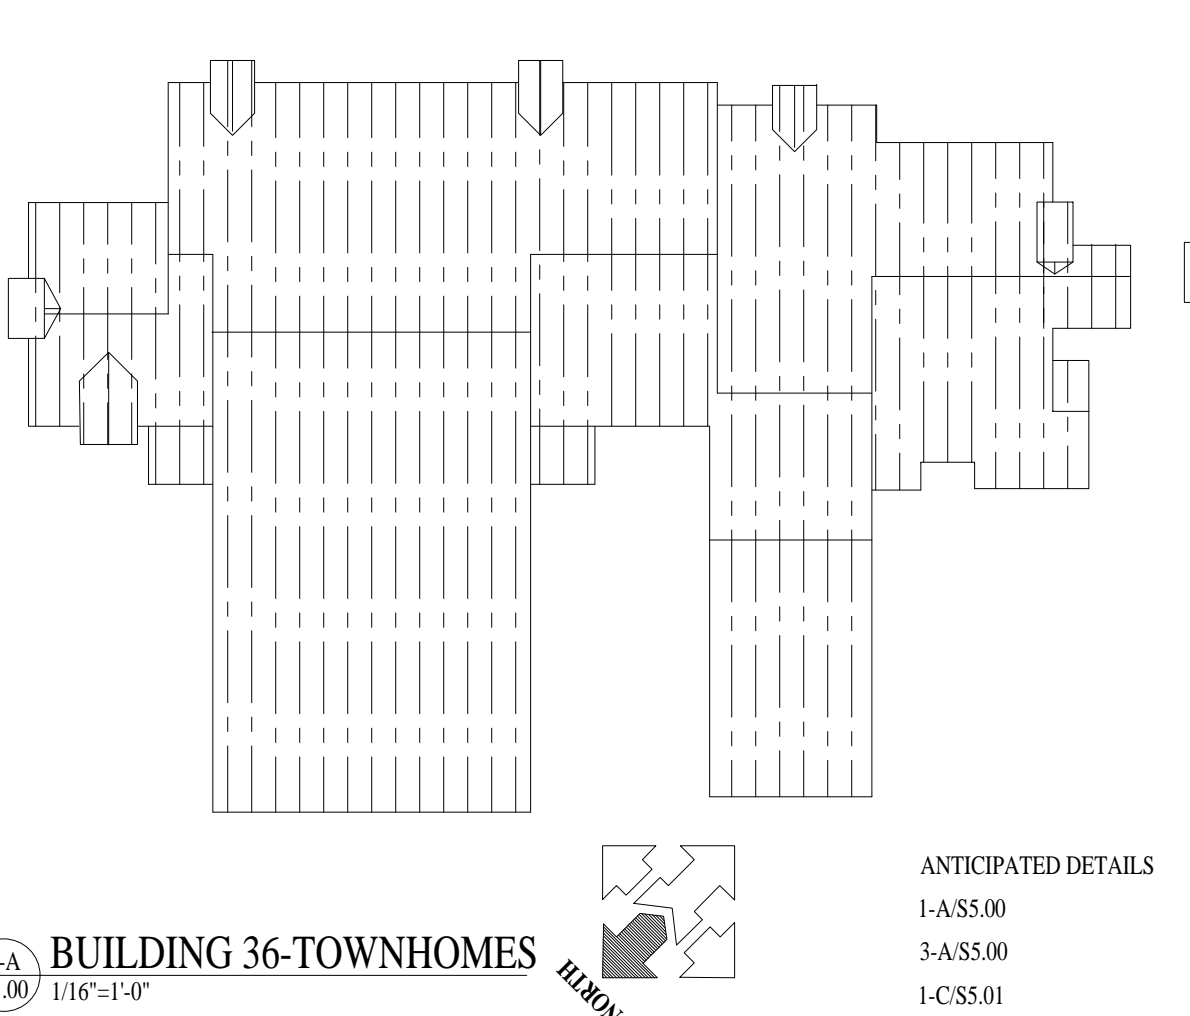 -A
.00
BUILDING 36-TOWNHOMES
1/16"=1'-0"
NORTH
ANTICIPATED DETAILS
1-A/S5.00
3-A/S5.00
1-C/S5.01